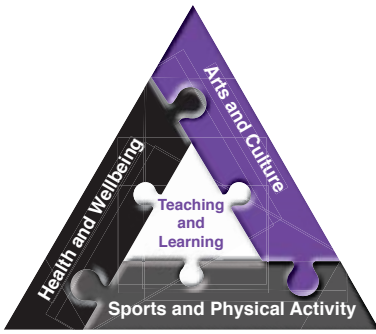 Arts and Culture
Health and Wellbeing
Teaching
and
Learning
Sports and Physical Activity